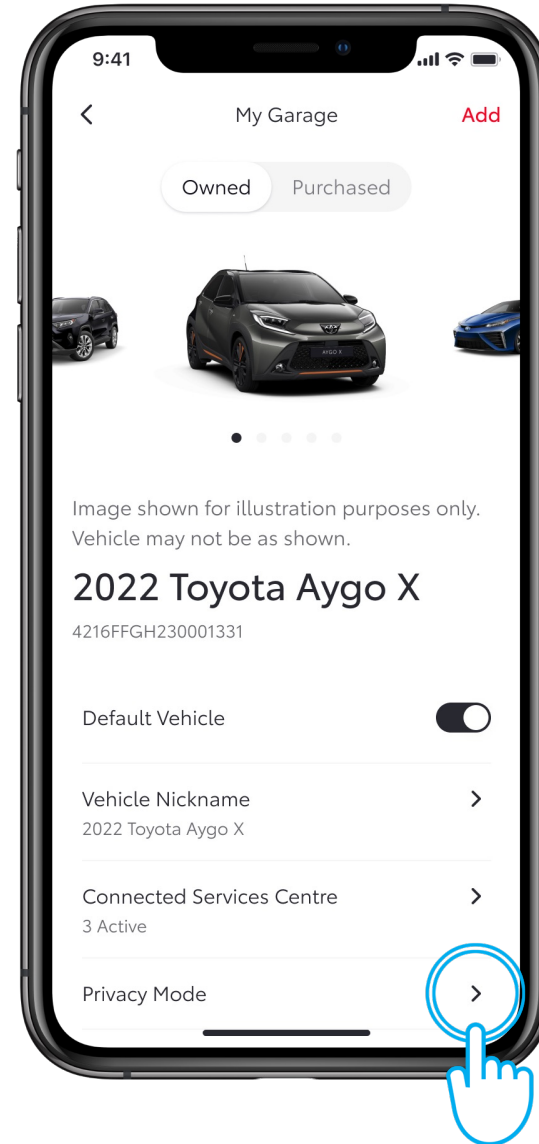 9:41
My Garage
Add
Owned
Purchased
AYGO X
Image shown for illustration purposes only.
Vehicle may not be as shown.
2022 Toyota Aygo X
4216FFGH230001331
Default Vehicle
Vehicle Nickname
2022 Toyota Aygo X
Connected Services Centre
3 Active
Privacy Mode